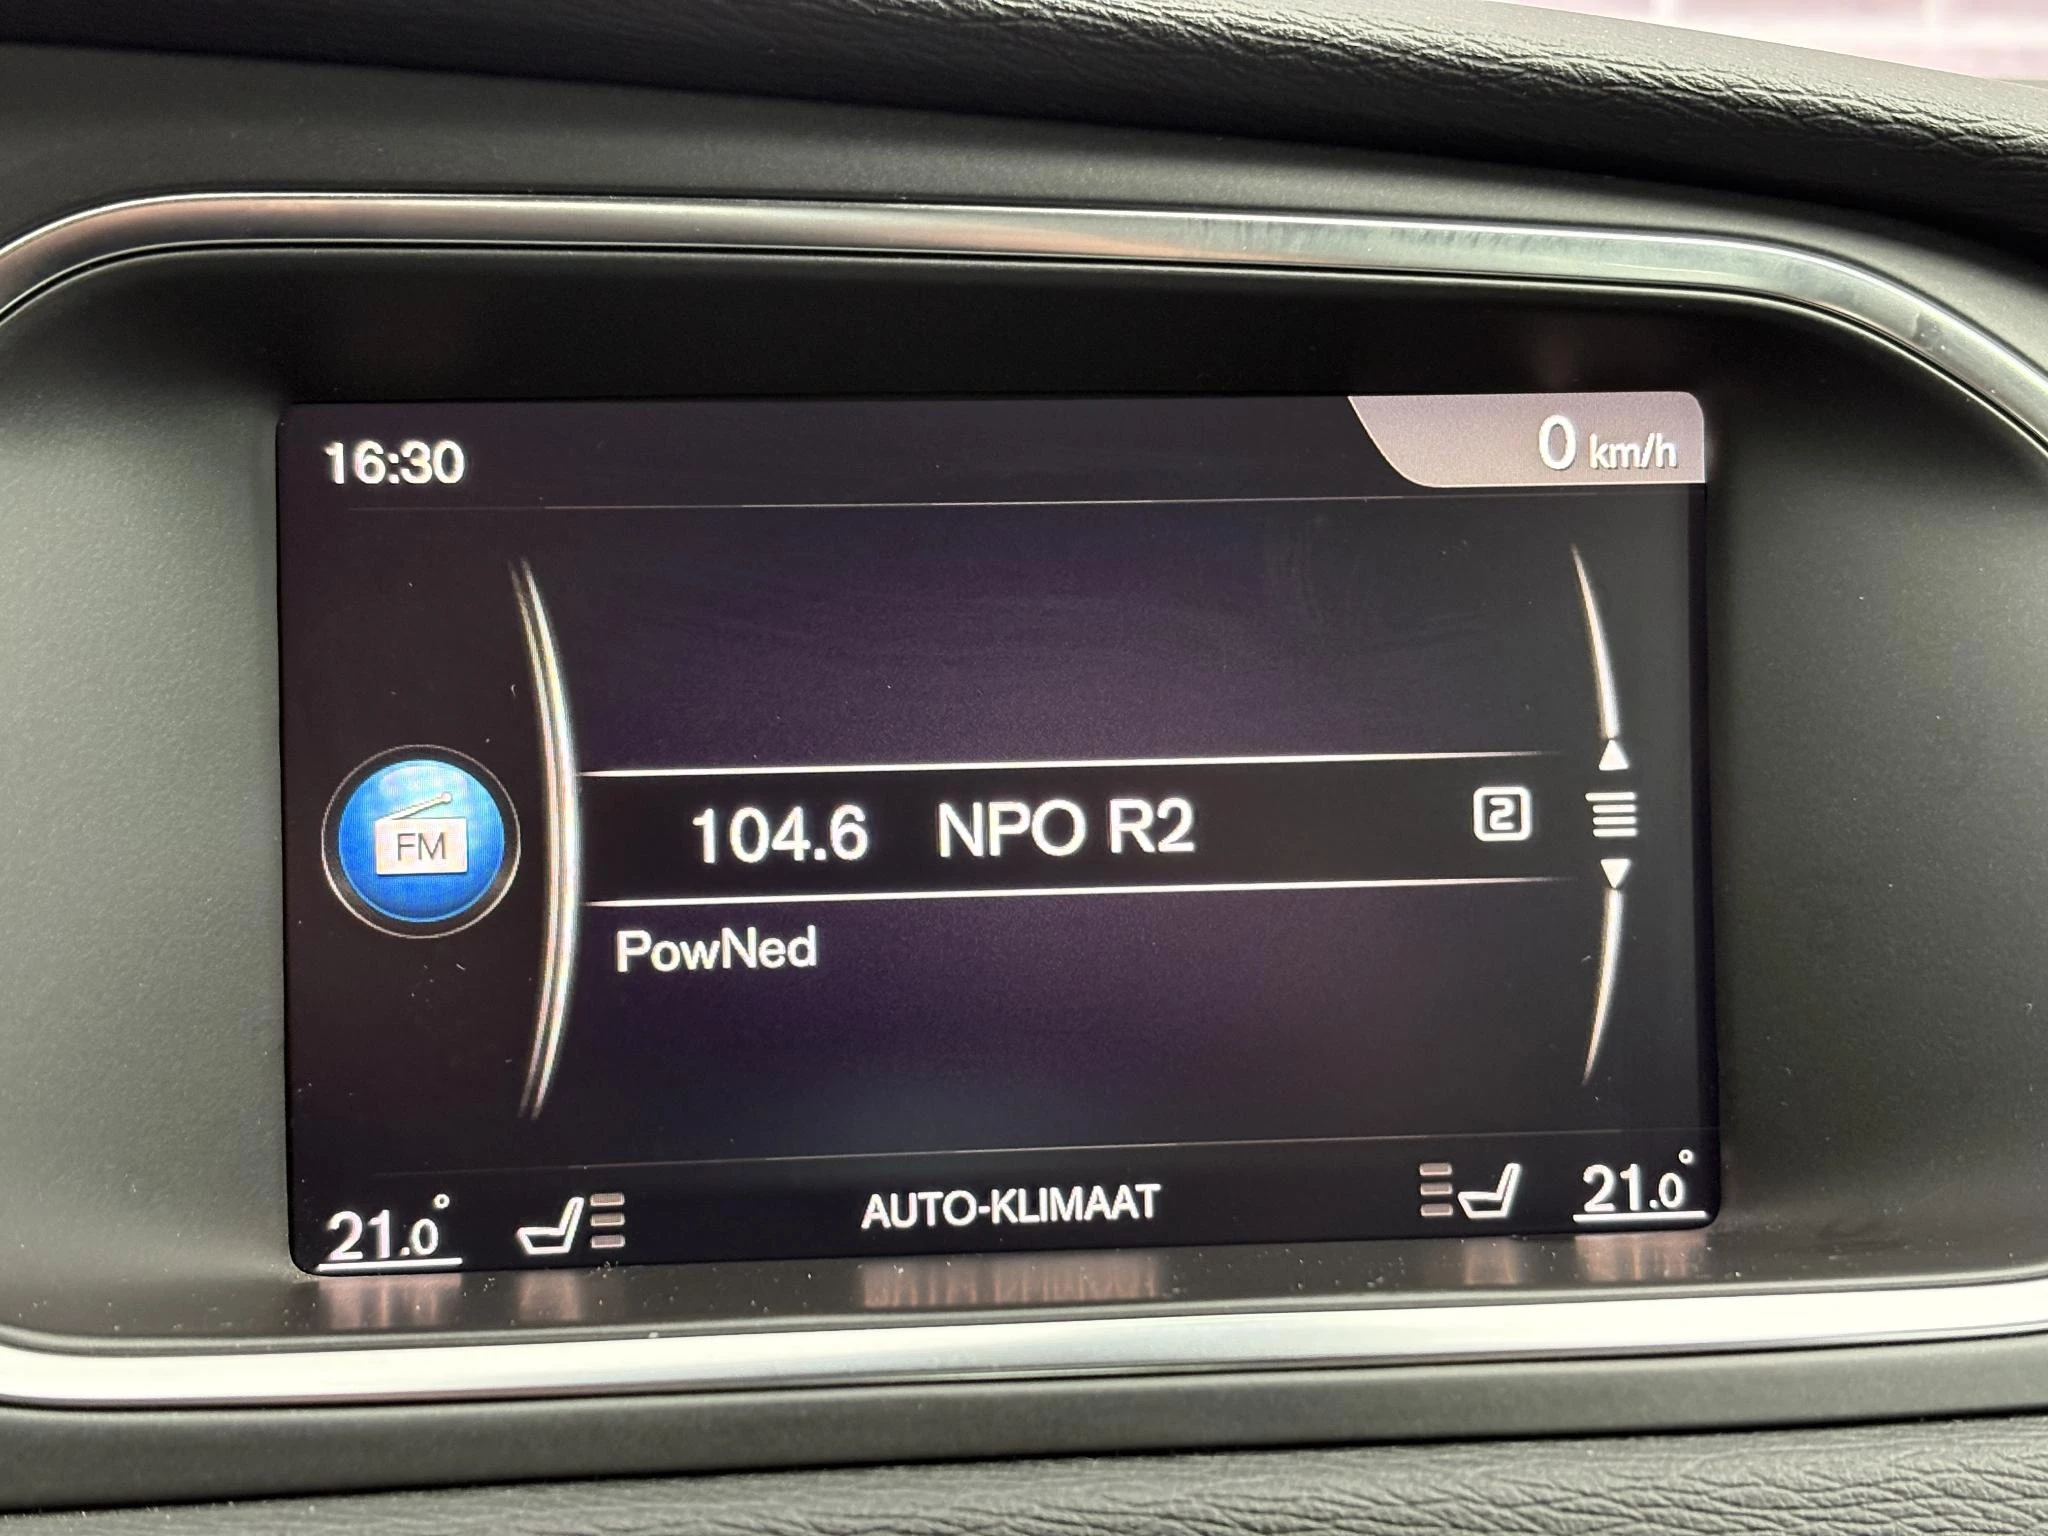 16:30
0 km/h
FM
104.6 NPO R2 2
PowNed
21.0° AUTO-KLIMAAT 21.0°